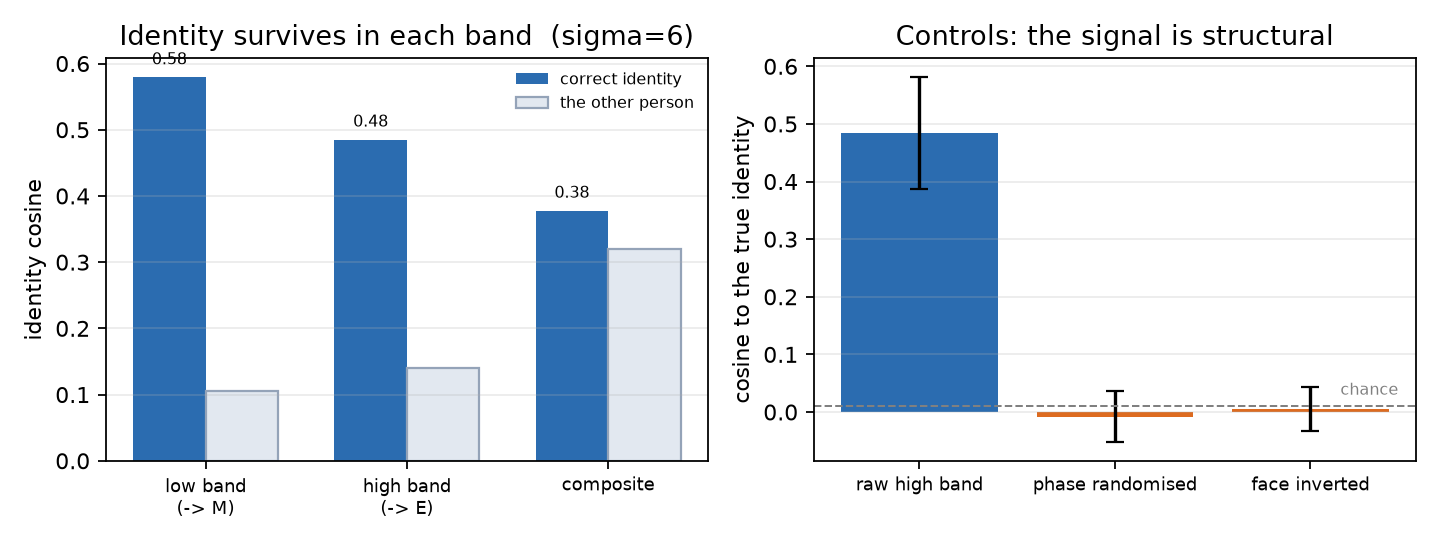 Identity survives in each band  (sigma=6)
identity cosine
0.6
0.5
0.4
0.3
0.2
0.1
0.0
0.58
0.48
0.38
correct identity
the other person
low band
(-> M)
high band
(-> E)
composite
Controls: the signal is structural
cosine to the true identity
0.6
0.5
0.4
0.3
0.2
0.1
0.0
chance
raw high band
phase randomised
face inverted